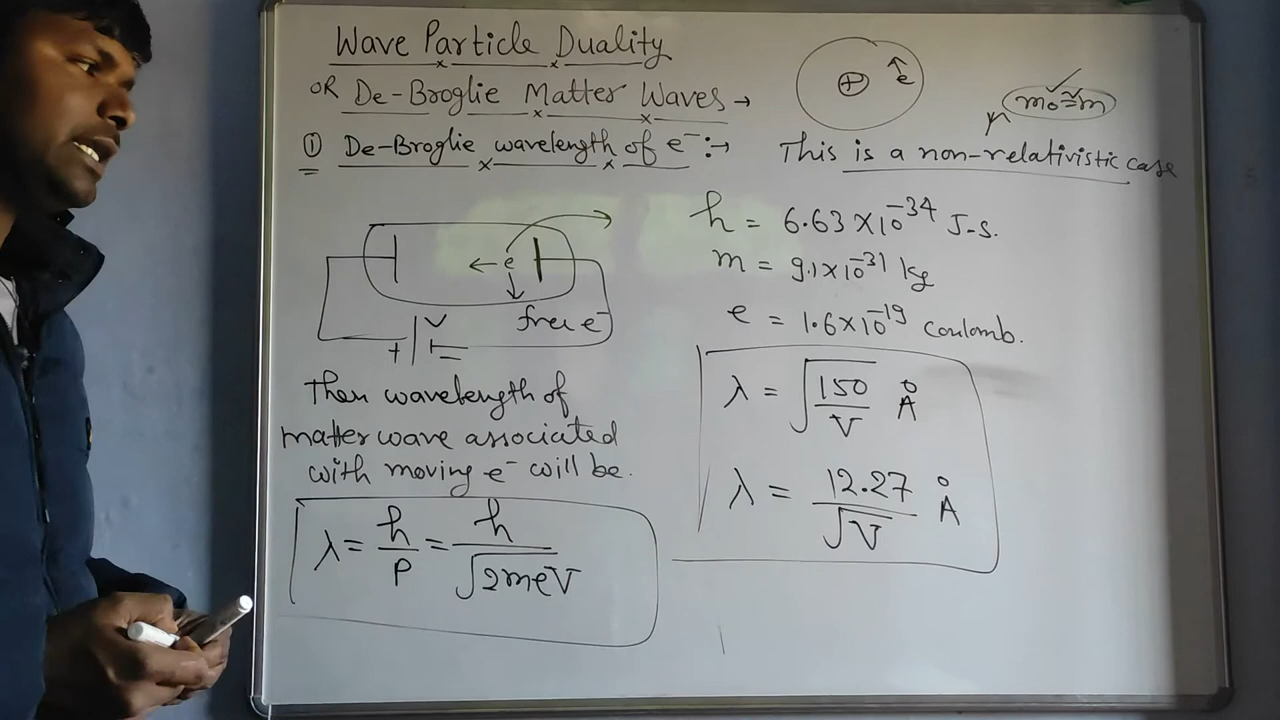 Wave Particle Duality
OR De-Broglie Matter Waves →
① De-Broglie wavelength of e⁻ :→
⊕ e
m₀≅m
This is a non-relativistic case
← e
free e⁻
V
+
Then wavelength of
matter wave associated
with moving e⁻ will be.
λ = h/p = h/√2meV
h = 6.63×10⁻³⁴ J-s.
m = 9.1×10⁻³¹ kg
e = 1.6×10⁻¹⁹ coulomb.
λ = √150/V Å
λ = 12.27/√V Å